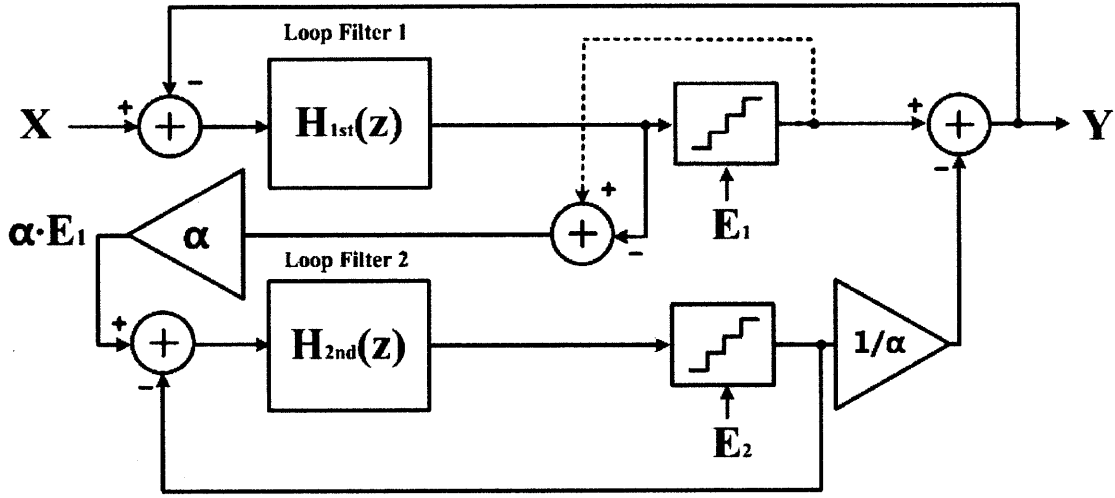 Loop Filter 1
X
+
-
+
H1st(z)
+
-
E1
+
-
+
Y
α·E1
α
Loop Filter 2
+
-
+
H2nd(z)
E2
1/α